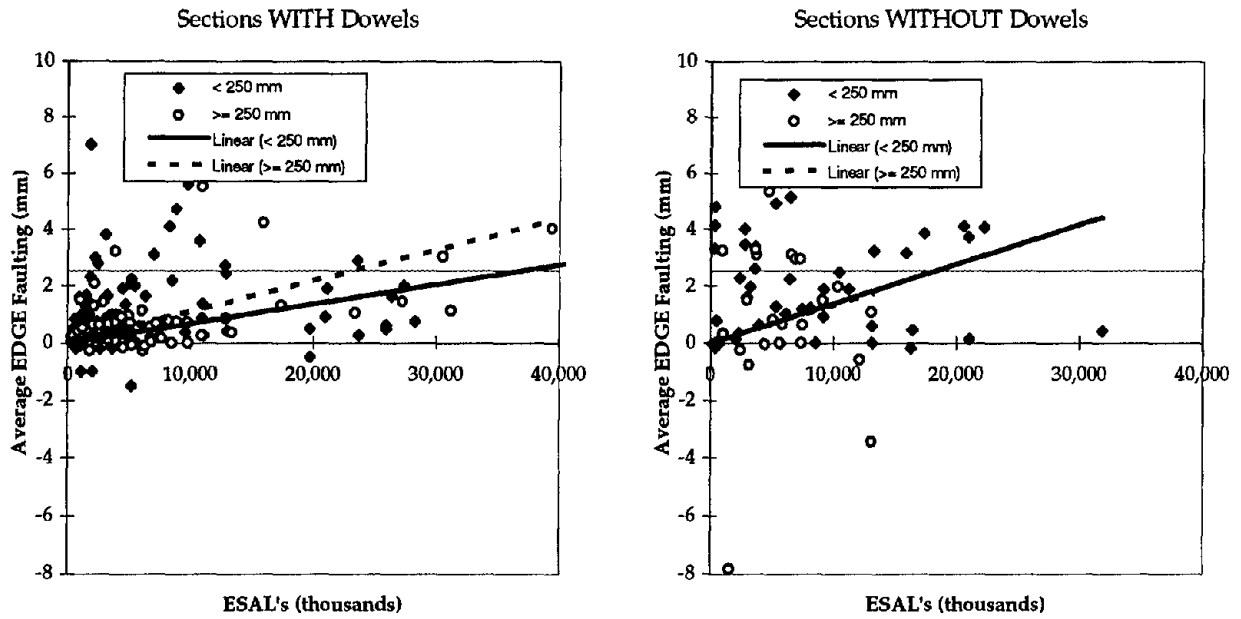 Sections WITH Dowels
Average EDGE Faulting (mm)
10
8
6
4
2
0
-2
-4
-6
-8
< 250 mm
>= 250 mm
Linear (< 250 mm)
Linear (>= 250 mm)
0
10,000
20,000
30,000
40,000
ESAL's (thousands)
Sections WITHOUT Dowels
Average EDGE Faulting (mm)
10
8
6
4
2
0
-2
-4
-6
-8
< 250 mm
>= 250 mm
Linear (< 250 mm)
Linear (>= 250 mm)
0
10,000
20,000
30,000
40,000
ESAL's (thousands)